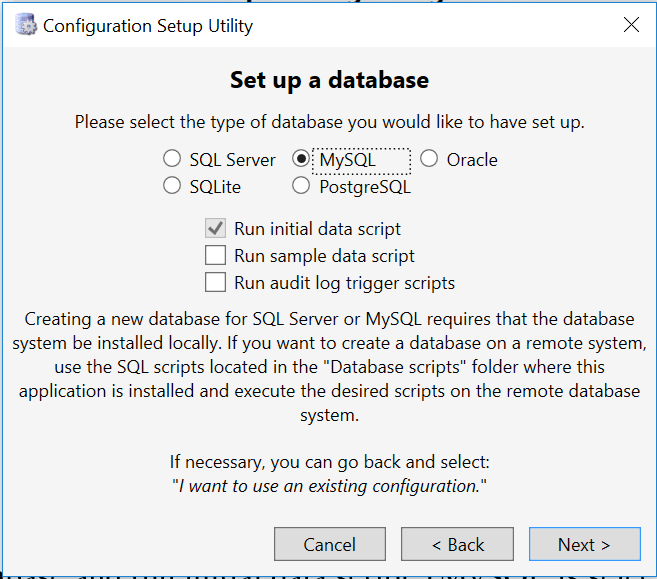 Configuration Setup Utility
Set up a database
Please select the type of database you would like to have set up.
SQL Server MySQL Oracle
SQLite PostgreSQL
Run initial data script
Run sample data script
Run audit log trigger scripts
Creating a new database for SQL Server or MySQL requires that the database
system be installed locally. If you want to create a database on a remote system,
use the SQL scripts located in the "Database scripts" folder where this
application is installed and execute the desired scripts on the remote database
system.
If necessary, you can go back and select:
"I want to use an existing configuration."
Cancel < Back Next >